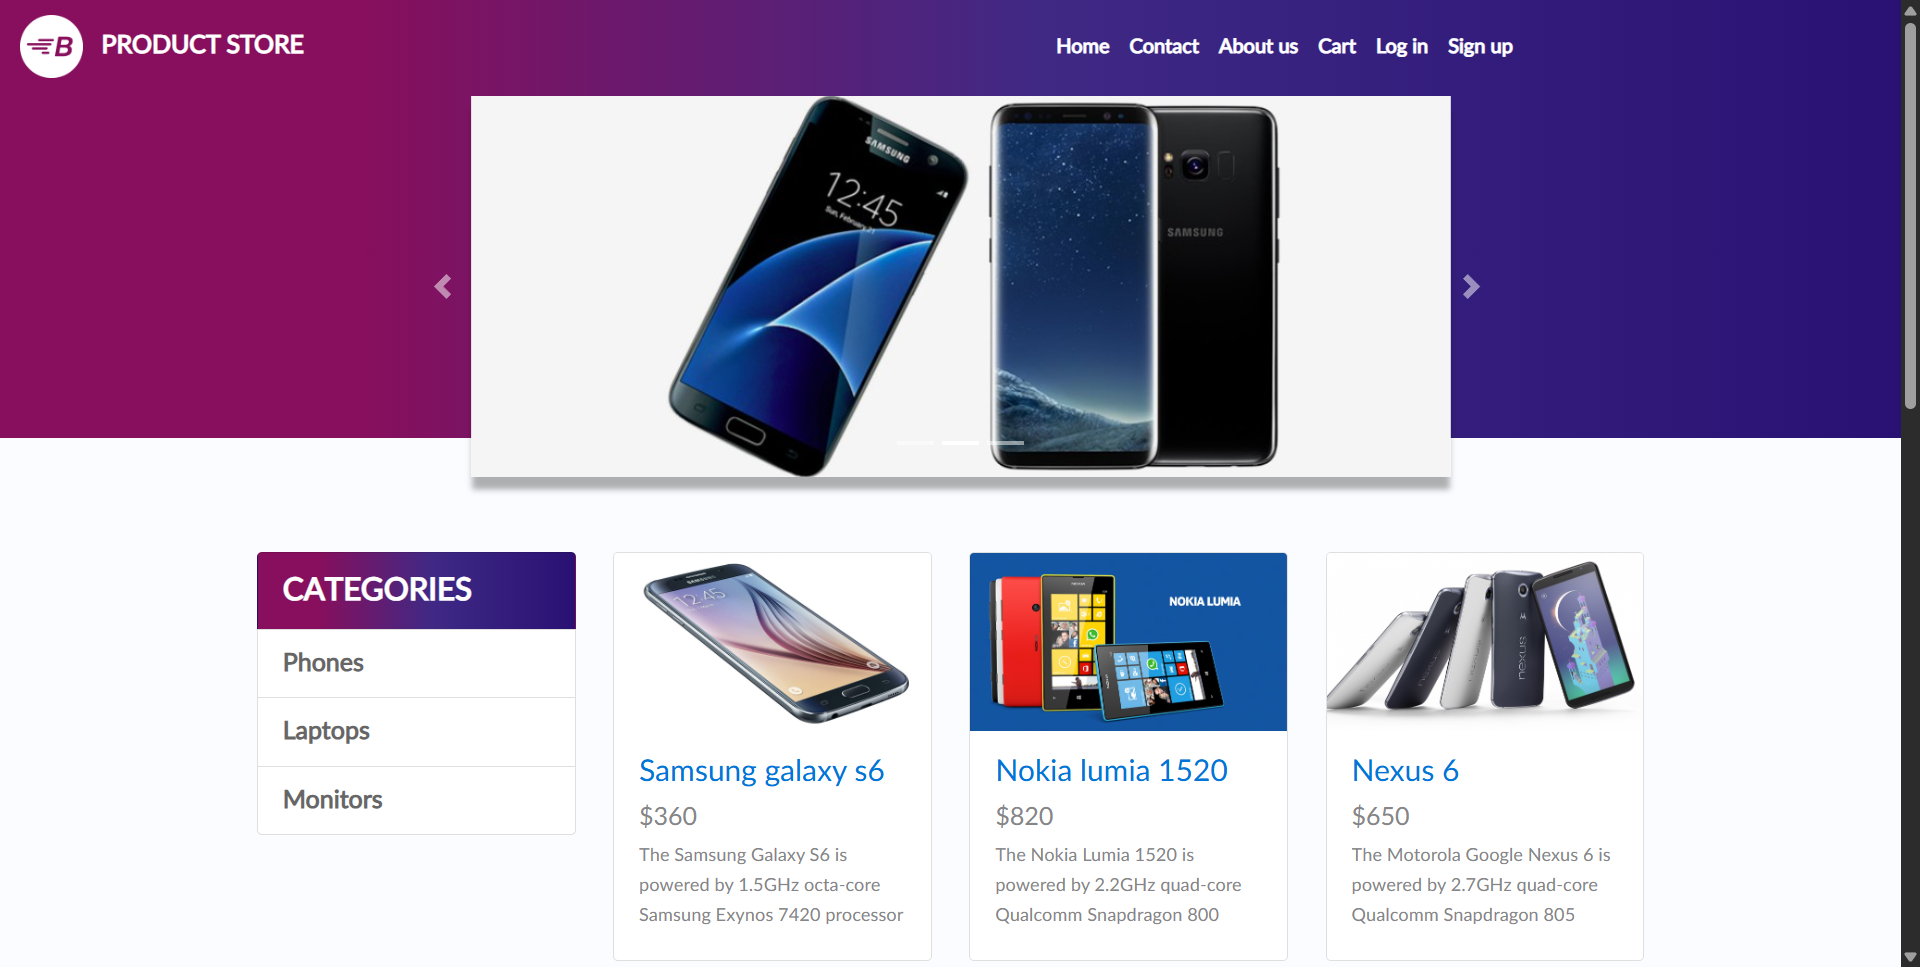 B PRODUCT STORE
Home Contact About us Cart Log in Sign up
SAMSUNG
12:45
SAMSUNG
CATEGORIES
Phones
Laptops
Monitors
SAMSUNG
12:45
Samsung galaxy s6
$360
The Samsung Galaxy S6 is
powered by 1.5GHz octa-core
Samsung Exynos 7420 processor
NOKIA LUMIA
Nokia lumia 1520
$820
The Nokia Lumia 1520 is
powered by 2.2GHz quad-core
Qualcomm Snapdragon 800
nexus
Nexus 6
$650
The Motorola Google Nexus 6 is
powered by 2.7GHz quad-core
Qualcomm Snapdragon 805